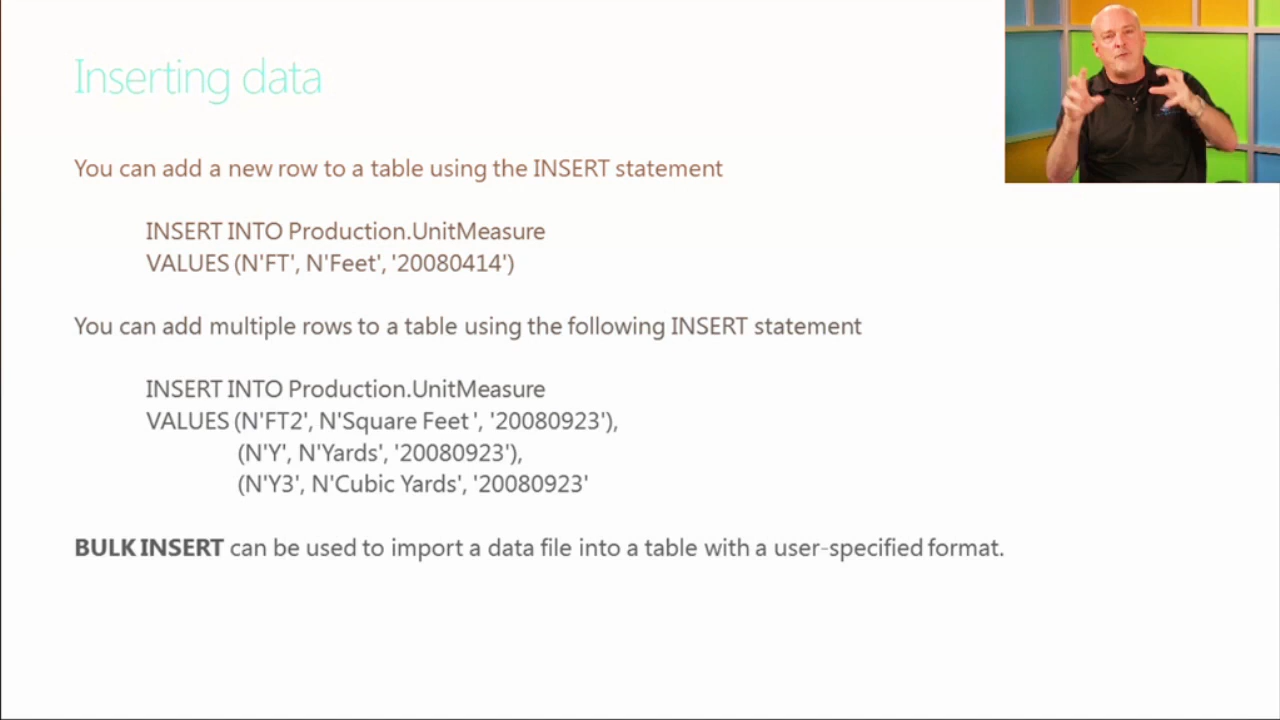 Inserting data
You can add a new row to a table using the INSERT statement
INSERT INTO Production.UnitMeasure
VALUES (N'FT', N'Feet', '20080414')
You can add multiple rows to a table using the following INSERT statement
INSERT INTO Production.UnitMeasure
VALUES (N'FT2', N'Square Feet ', '20080923'),
(N'Y', N'Yards', '20080923'),
(N'Y3', N'Cubic Yards', '20080923'
BULK INSERT can be used to import a data file into a table with a user-specified format.